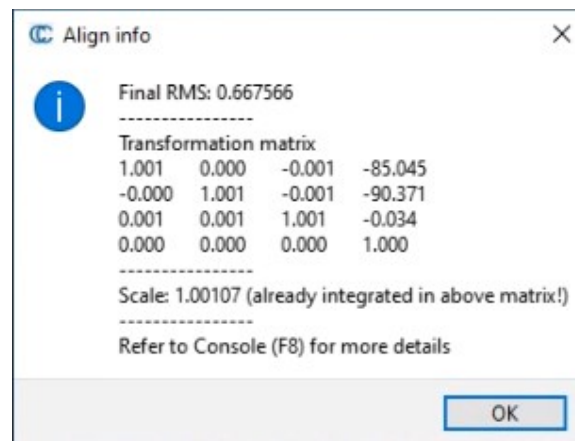 Align info
Final RMS: 0.667566
----------------
Transformation matrix
1.001 0.000 -0.001 -85.045
-0.000 1.001 -0.001 -90.371
0.001 0.001 1.001 -0.034
0.000 0.000 0.000 1.000
----------------
Scale: 1.00107 (already integrated in above matrix!)
----------------
Refer to Console (F8) for more details
OK